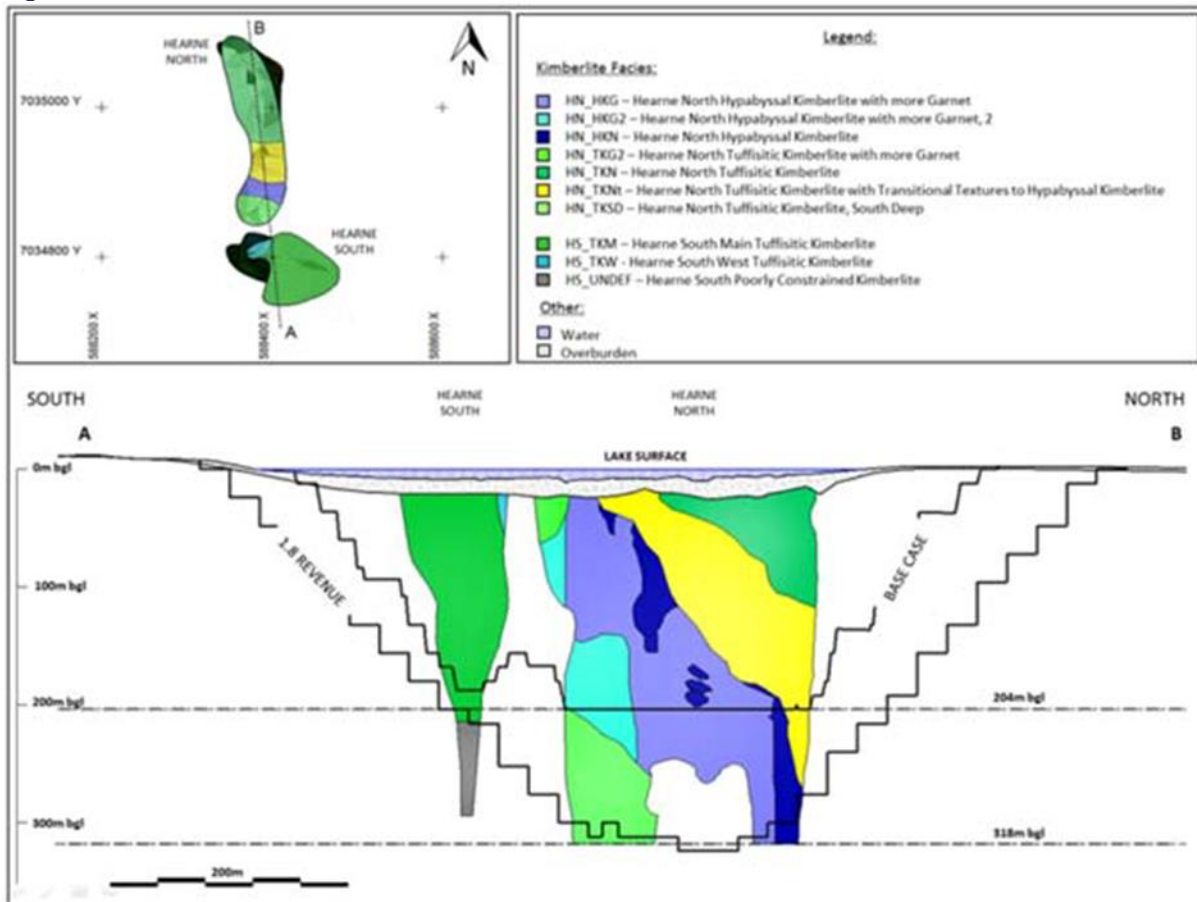 B
HEARNE
NORTH
N
7035000 Y
HEARNE
SOUTH
7034800 Y
A
588200 X
588400 X
588600 X
Legend:
Kimberlite Facies:
HN_HKG – Hearne North Hypabyssal Kimberlite with more Garnet
HN_HKG2 – Hearne North Hypabyssal Kimberlite with more Garnet, 2
HN_HKN – Hearne North Hypabyssal Kimberlite
HN_TKG2 – Hearne North Tuffisitic Kimberlite with more Garnet
HN_TKN – Hearne North Tuffisitic Kimberlite
HN_TKNt – Hearne North Tuffisitic Kimberlite with Transitional Textures to Hypabyssal Kimberlite
HN_TKSD – Hearne North Tuffisitic Kimberlite, South Deep
HS_TKM – Hearne South Main Tuffisitic Kimberlite
HS_TKW - Hearne South West Tuffisitic Kimberlite
HS_UNDEF – Hearne South Poorly Constrained Kimberlite
Other:
Water
Overburden
SOUTH
HEARNE
SOUTH
HEARNE
NORTH
NORTH
A
B
LAKE SURFACE
0m bgl
1.8 REVENUE
BASE CASE
100m bgl
200m bgl
204m bgl
300m bgl
318m bgl
200m